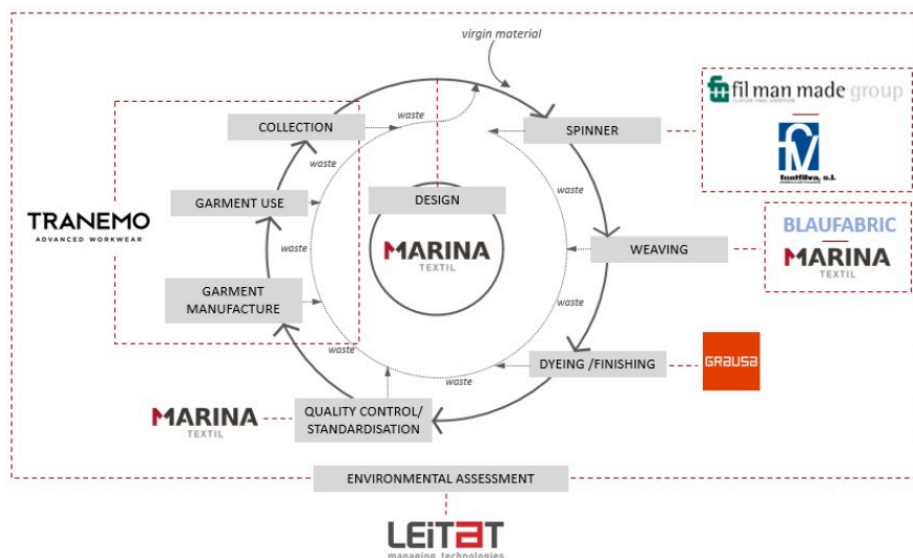 virgin material
fil man made group
COLLECTION
SPINNER
waste
waste
fontfilva, s.l.
waste
waste
GARMENT USE
DESIGN
TRANEMO
ADVANCED WORKWEAR
BLAUFABRIC
waste
MARINA
TEXTIL
WEAVING
MARINA
TEXTIL
GARMENT
MANUFACTURE
waste
waste
waste
DYEING /FINISHING
GRAUSA
waste
MARINA
TEXTIL
QUALITY CONTROL/
STANDARDISATION
ENVIRONMENTAL ASSESSMENT
LEITAT
managing technologies